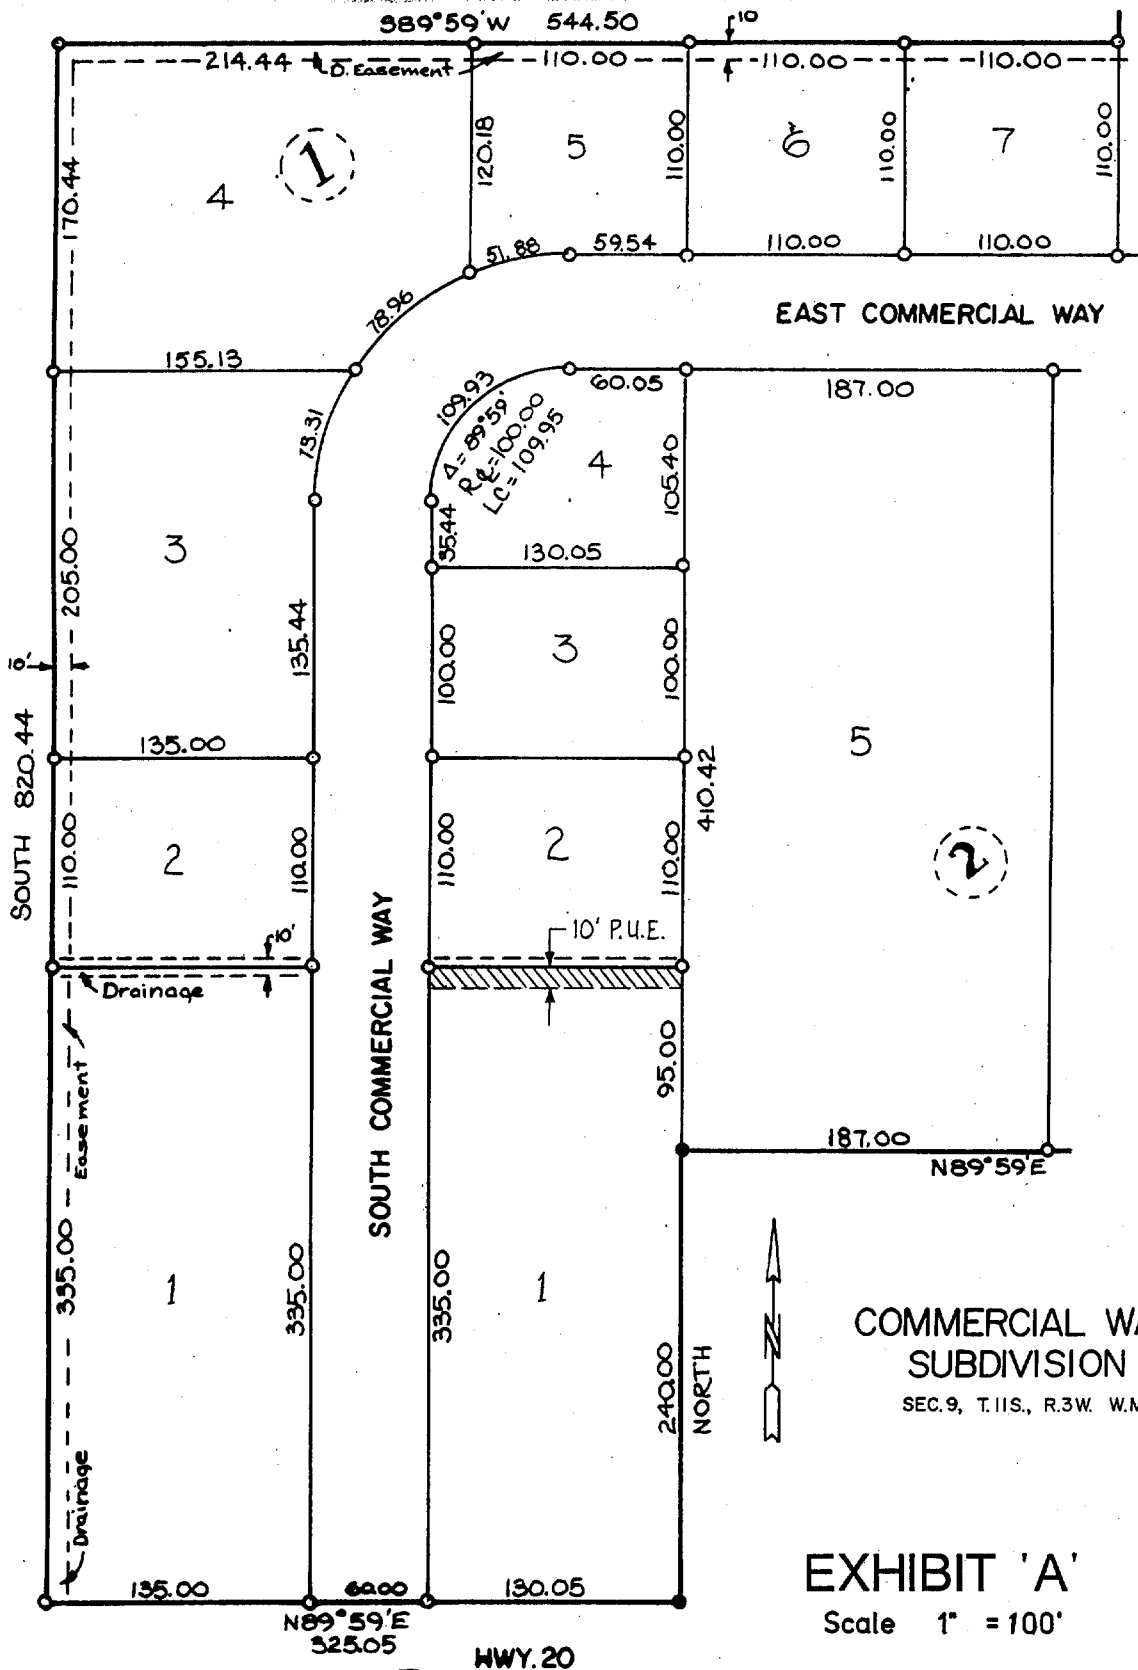 S89°59'W 544.50
10
214.44 D. Easement 110.00 110.00 110.00
170.44
4
1
120.18
5
110.00
6
110.00
7
110.00
51.88 59.54 110.00 110.00
78.96
EAST COMMERCIAL WAY
155.13
109.93
60.05 187.00
Δ = 89°59'
R℄=100.00
LC = 109.95
4
105.40
73.31
35.44
130.05
3
205.00
135.44
100.00
3
100.00
10'
SOUTH 820.44
135.00
410.42
5
2
110.00
2
110.00
110.00
2
110.00
10' P.U.E.
10'
Drainage
SOUTH COMMERCIAL WAY
95.00
Easement
187.00
N89°59'E
335.00
1
335.00
335.00
1
240.00
NORTH
N
COMMERCIAL WA
SUBDIVISION
SEC. 9, T.11S., R.3W. W.M
Drainage
135.00 60.00 130.05
N89°59'E
325.05
HWY. 20
EXHIBIT 'A'
Scale 1" = 100'